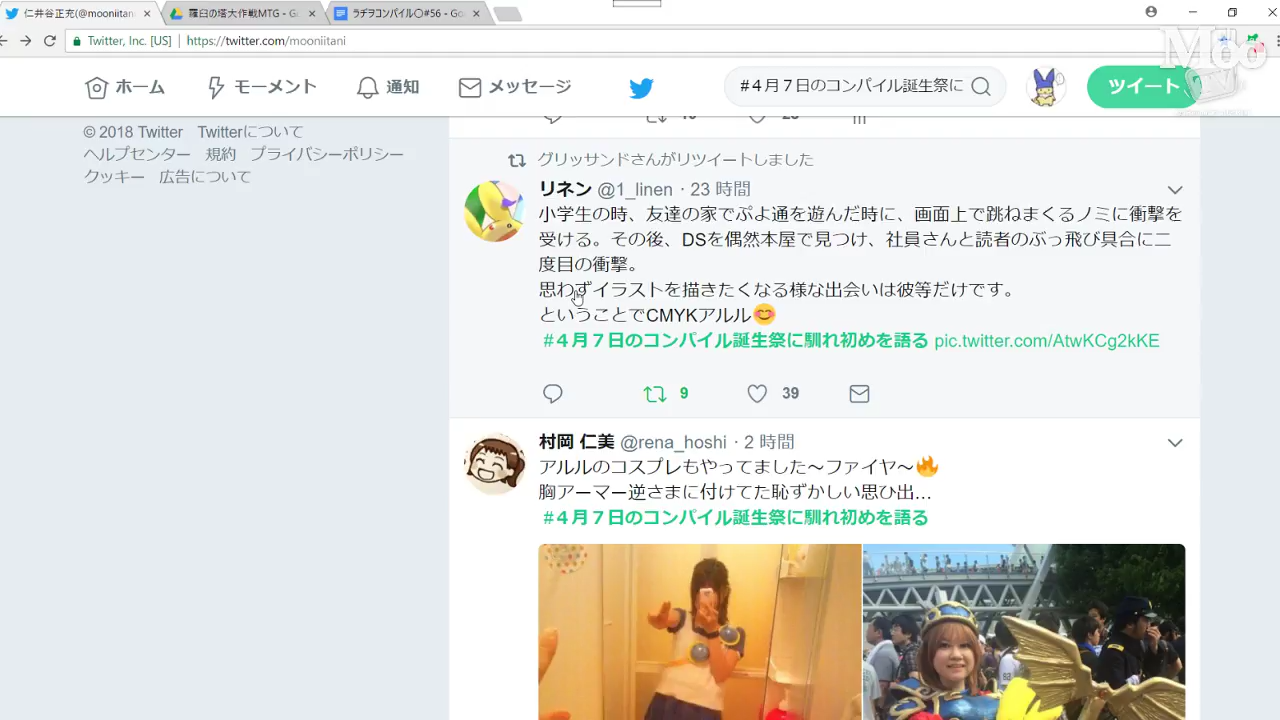 仁井谷正充(@mooniitani
羅臼の塔大作戦MTG - Go
ラヂヲコンパイル〇#56 - Goo
Twitter, Inc. [US] | https://twitter.com/mooniitani
Moo
ホーム
モーメント
通知
メッセージ
#４月７日のコンパイル誕生祭に
ツイート
© 2018 Twitter Twitterについて
ヘルプセンター 規約 プライバシーポリシー
クッキー 広告について
グリッサンドさんがリツイートしました
リネン @1_linen · 23 時間
小学生の時、友達の家でぷよ通を遊んだ時に、画面上で跳ねまくるノミに衝撃を
受ける。その後、DSを偶然本屋で見つけ、社員さんと読者のぶっ飛び具合に二
度目の衝撃。
思わずイラストを描きたくなる様な出会いは彼等だけです。
ということでCMYKアルル😊
#４月７日のコンパイル誕生祭に馴れ初めを語る pic.twitter.com/AtwKCg2kKE
9
39
村岡 仁美 @rena_hoshi · 2 時間
アルルのコスプレもやってました～ファイヤ～🔥
胸アーマー逆さまに付けてた恥ずかしい思ひ出…
#４月７日のコンパイル誕生祭に馴れ初めを語る